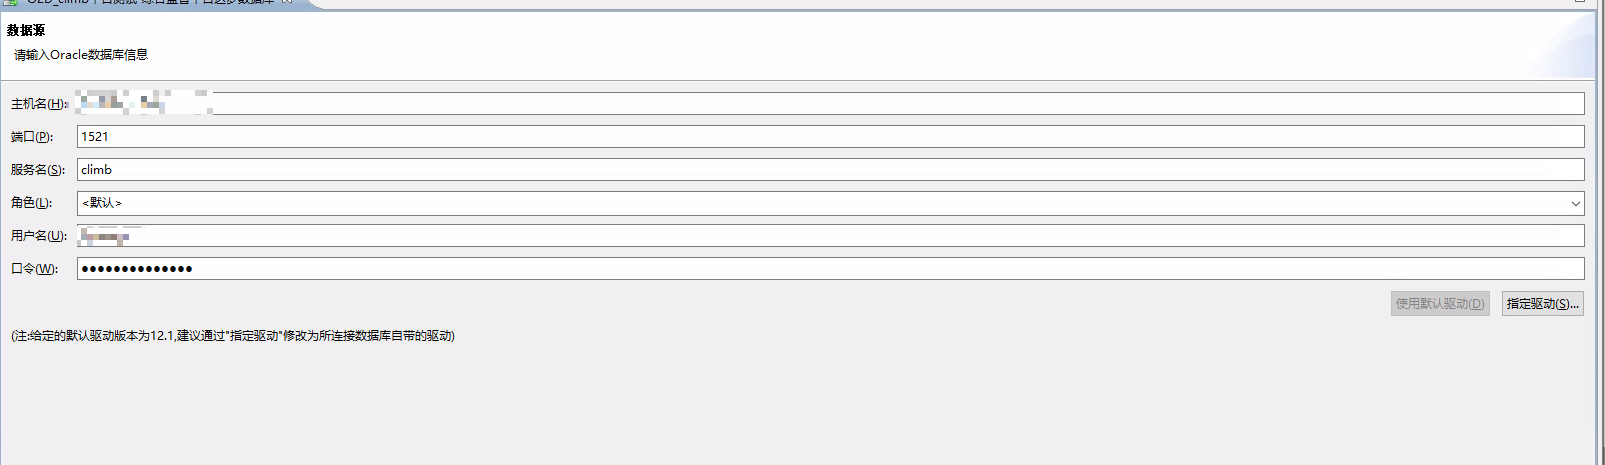 数据源
请输入Oracle数据库信息
主机名(H):
端口(P): 1521
服务名(S): climb
角色(L): <默认>
用户名(U):
口令(W): ●●●●●●●●●●●●●●
使用默认驱动(D) 指定驱动(S)...
(注:给定的默认驱动版本为12.1,建议通过"指定驱动"修改为所连接数据库自带的驱动)